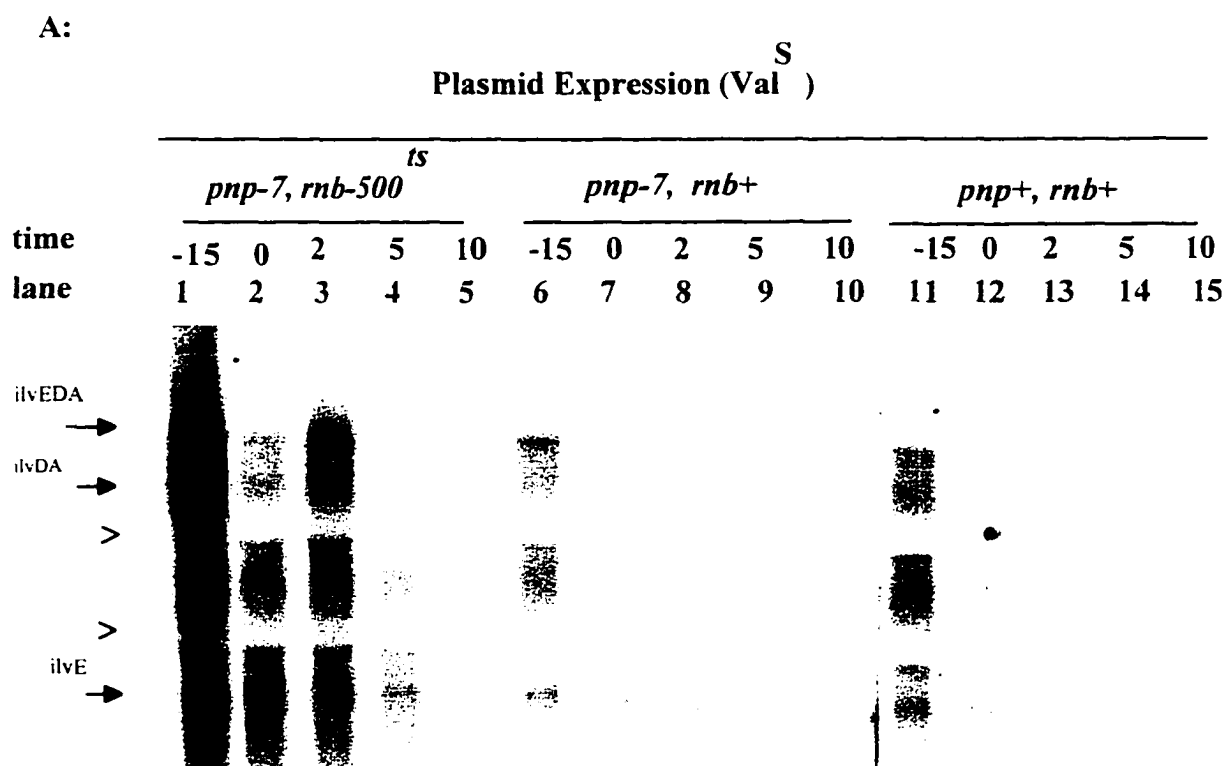 A:
S
Plasmid Expression (Val )
ts
pnp-7, rnb-500 pnp-7, rnb+ pnp+, rnb+
time -15 0 2 5 10 -15 0 2 5 10 -15 0 2 5 10
lane 1 2 3 4 5 6 7 8 9 10 11 12 13 14 15
ilvEDA
ilvDA
>
>
ilvE